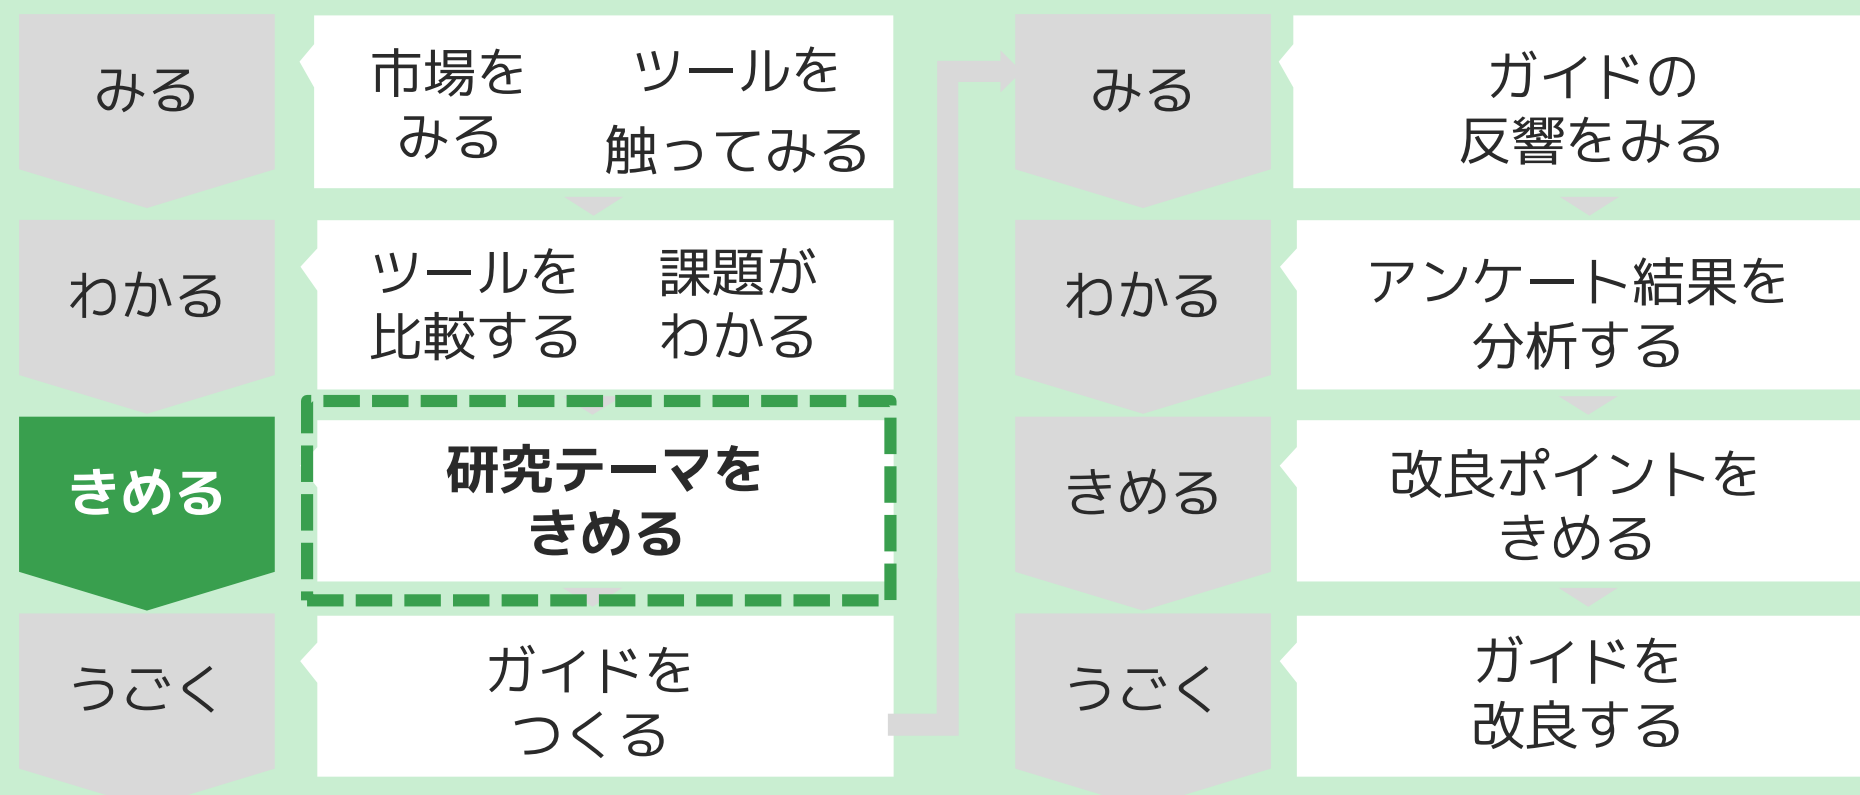 みる
市場を
みる
ツールを
触ってみる
わかる
ツールを
比較する
課題が
わかる
きめる
研究テーマを
きめる
うごく
ガイドを
つくる
みる
ガイドの
反響をみる
わかる
アンケート結果を
分析する
きめる
改良ポイントを
きめる
うごく
ガイドを
改良する